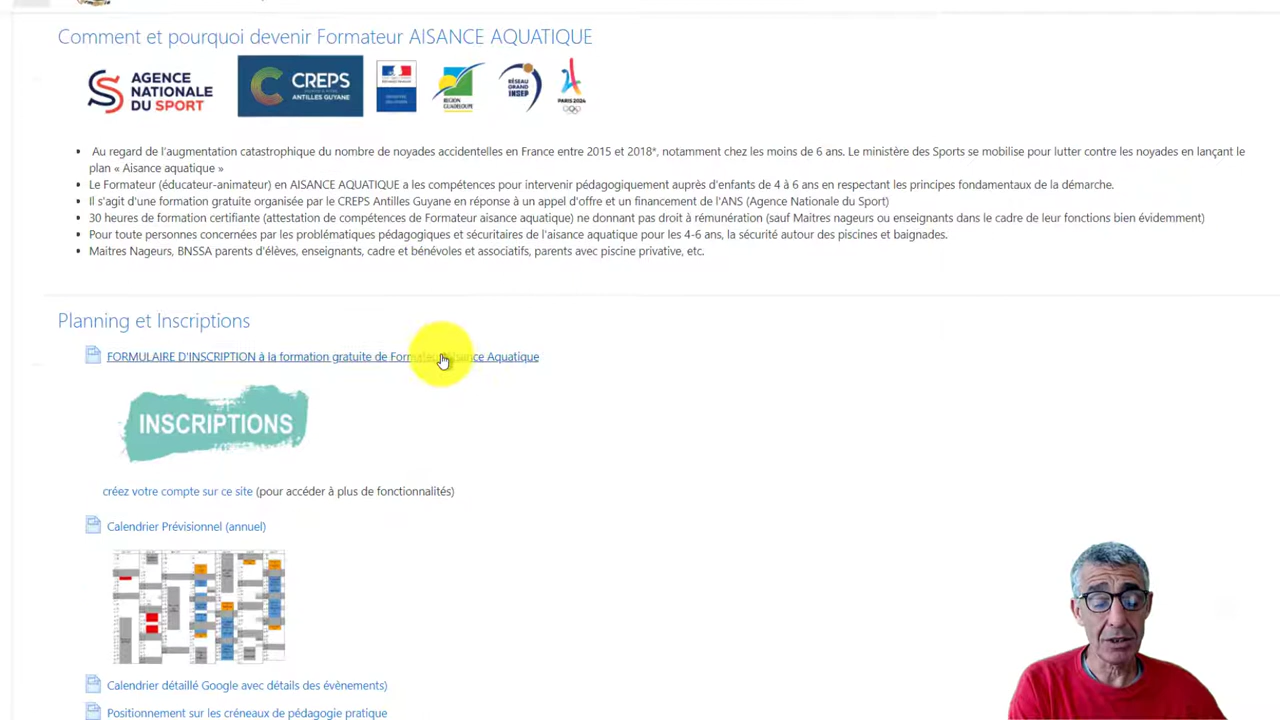 Comment et pourquoi devenir Formateur AISANCE AQUATIQUE
AGENCE
NATIONALE
DU SPORT
CREPS
ANTILLES GUYANE
REGION
GUADELOUPE
RÉSEAU
GRAND
INSEP
PARIS 2024
Au regard de l'augmentation catastrophique du nombre de noyades accidentelles en France entre 2015 et 2018*, notamment chez les moins de 6 ans. Le ministère des Sports se mobilise pour lutter contre les noyades en lançant le
plan « Aisance aquatique »
Le Formateur (éducateur-animateur) en AISANCE AQUATIQUE a les compétences pour intervenir pédagogiquement auprès d'enfants de 4 à 6 ans en respectant les principes fondamentaux de la démarche.
Il s'agit d'une formation gratuite organisée par le CREPS Antilles Guyane en réponse à un appel d'offre et un financement de l'ANS (Agence Nationale du Sport)
30 heures de formation certifiante (attestation de compétences de Formateur aisance aquatique) ne donnant pas droit à rémunération (sauf Maitres nageurs ou enseignants dans le cadre de leur fonctions bien évidemment)
Pour toute personnes concernées par les problématiques pédagogiques et sécuritaires de l'aisance aquatique pour les 4-6 ans, la sécurité autour des piscines et baignades.
Maitres Nageurs, BNSSA parents d'élèves, enseignants, cadre et bénévoles et associatifs, parents avec piscine privative, etc.
Planning et Inscriptions
FORMULAIRE D'INSCRIPTION à la formation gratuite de Formateur Aisance Aquatique
INSCRIPTIONS
créez votre compte sur ce site (pour accéder à plus de fonctionnalités)
Calendrier Prévisionnel (annuel)
Calendrier détaillé Google avec détails des évènements)
Positionnement sur les créneaux de pédagogie pratique